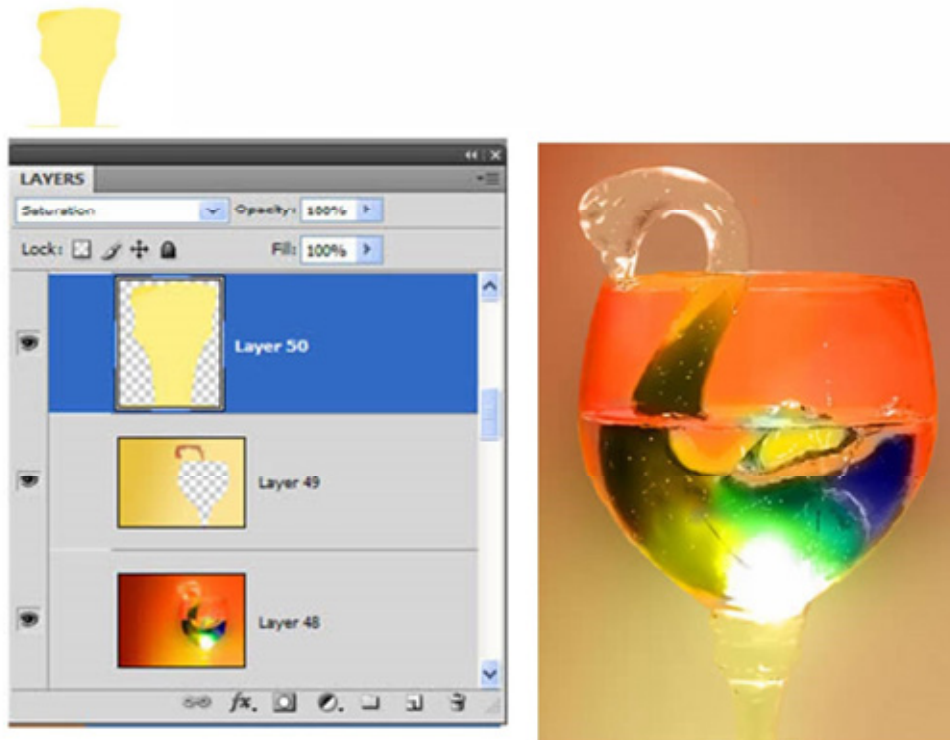 LAYERS
Saturation Opacity: 100%
Lock: Fill: 100%
Layer 50
Layer 49
Layer 48
fx.